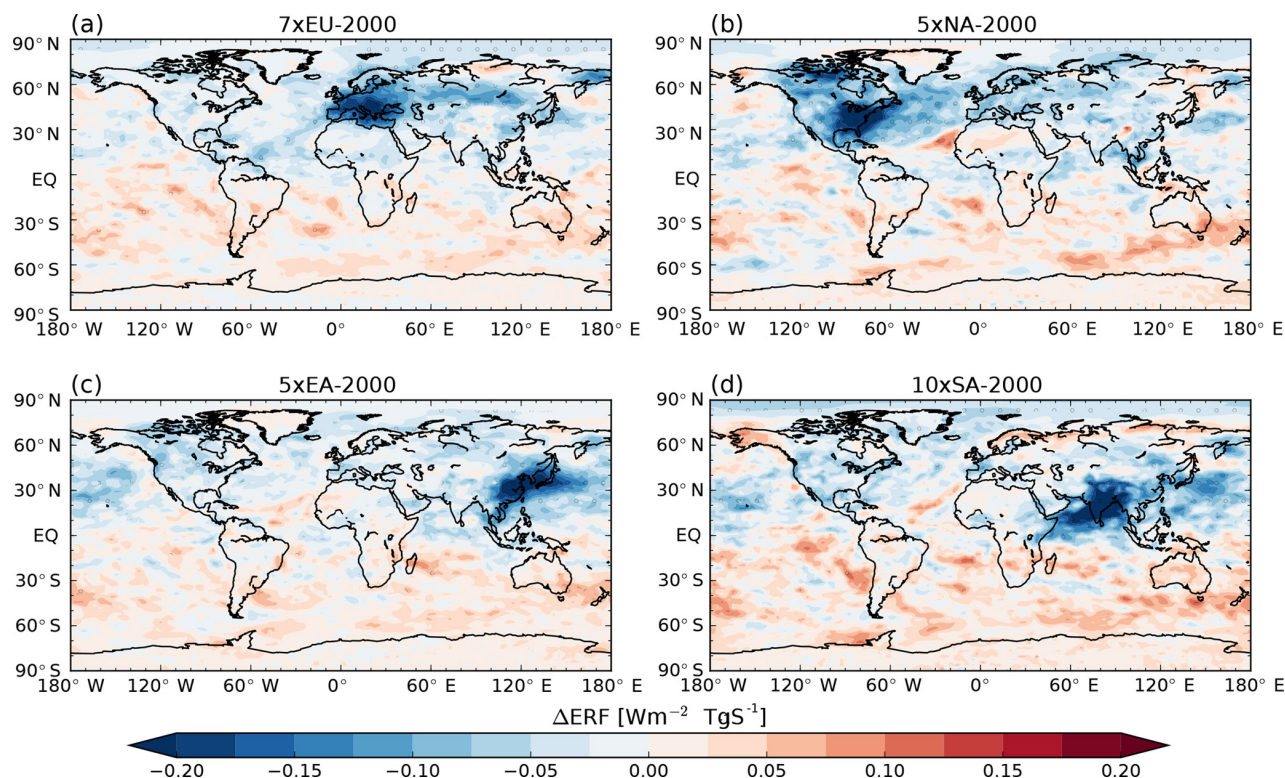 (a) 7xEU-2000
(b) 5xNA-2000
90° N
60° N
30° N
EQ
30° S
60° S
90° S
180° W 120° W 60° W 0° 60° E 120° E 180° E
90° N
60° N
30° N
EQ
30° S
60° S
90° S
180° W 120° W 60° W 0° 60° E 120° E 180° E
(c) 5xEA-2000
(d) 10xSA-2000
90° N
60° N
30° N
EQ
30° S
60° S
90° S
180° W 120° W 60° W 0° 60° E 120° E 180° E
90° N
60° N
30° N
EQ
30° S
60° S
90° S
180° W 120° W 60° W 0° 60° E 120° E 180° E
ΔERF [Wm⁻² TgS⁻¹]
−0.20 −0.15 −0.10 −0.05 0.00 0.05 0.10 0.15 0.20